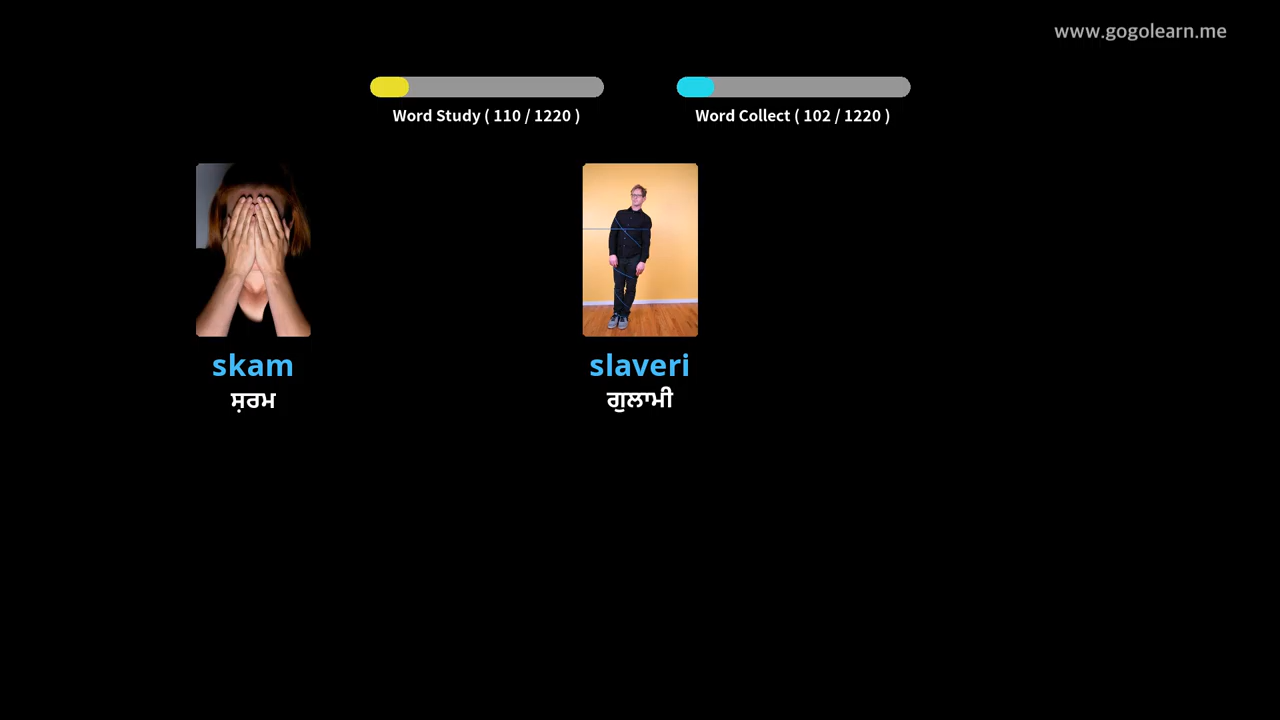 www.gogolearn.me
Word Study ( 110 / 1220 )
Word Collect ( 102 / 1220 )
skam
ਸ਼ਰਮ
slaveri
ਗੁਲਾਮੀ